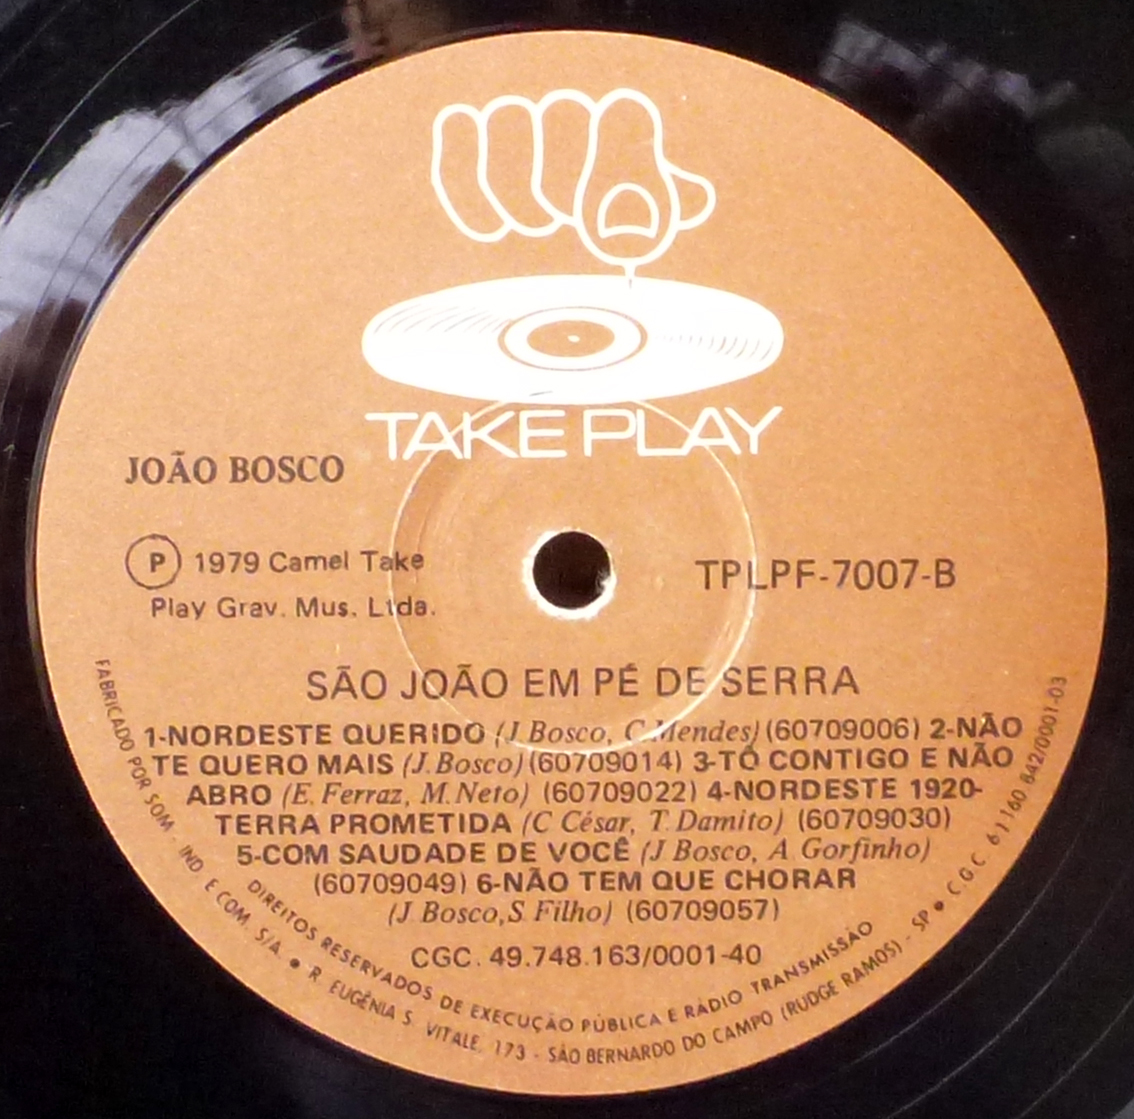 TAKE PLAY
JOÃO BOSCO
P 1979 Camel Take
Play Grav. Mus. Ltda.
TPLPF-7007-B
SÃO JOÃO EM PÉ DE SERRA
1-NORDESTE QUERIDO (J. Bosco, C. Mendes) (60709006) 2-NÃO
TE QUERO MAIS (J. Bosco) (60709014) 3-TÔ CONTIGO E NÃO
ABRO (E. Ferraz, M. Neto) (60709022) 4-NORDESTE 1920-
TERRA PROMETIDA (C César, T. Damito) (60709030)
5-COM SAUDADE DE VOCÊ (J Bosco, A Gorfinho)
(60709049) 6-NÃO TEM QUE CHORAR
(J Bosco, S Filho) (60709057)
CGC. 49.748.163/0001-40
DIREITOS RESERVADOS DE EXECUÇÃO PÚBLICA E RÁDIO TRANSMISSÃO
FABRICADO POR SOM. IND. E COM. S/A. ● R. EUGÊNIA S. VITALE, 173 - SÃO BERNARDO DO CAMPO (RUDGE RAMOS) - SP ● C.G.C. 61.160.842/0001-03